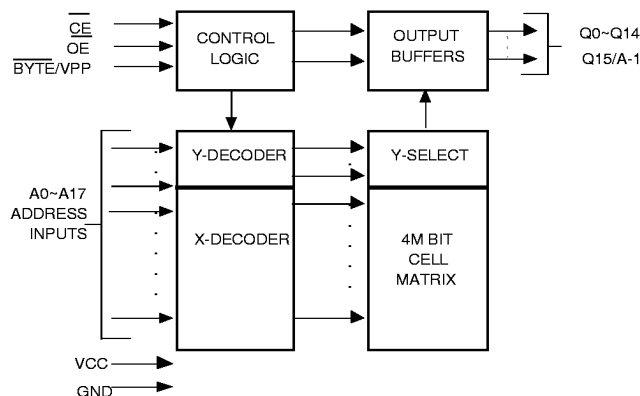 CE
OE
BYTE/VPP
CONTROL
LOGIC
OUTPUT
BUFFERS
Q0~Q14
Q15/A-1
A0~A17
ADDRESS
INPUTS
Y-DECODER
Y-SELECT
X-DECODER
4M BIT
CELL
MATRIX
VCC
GND